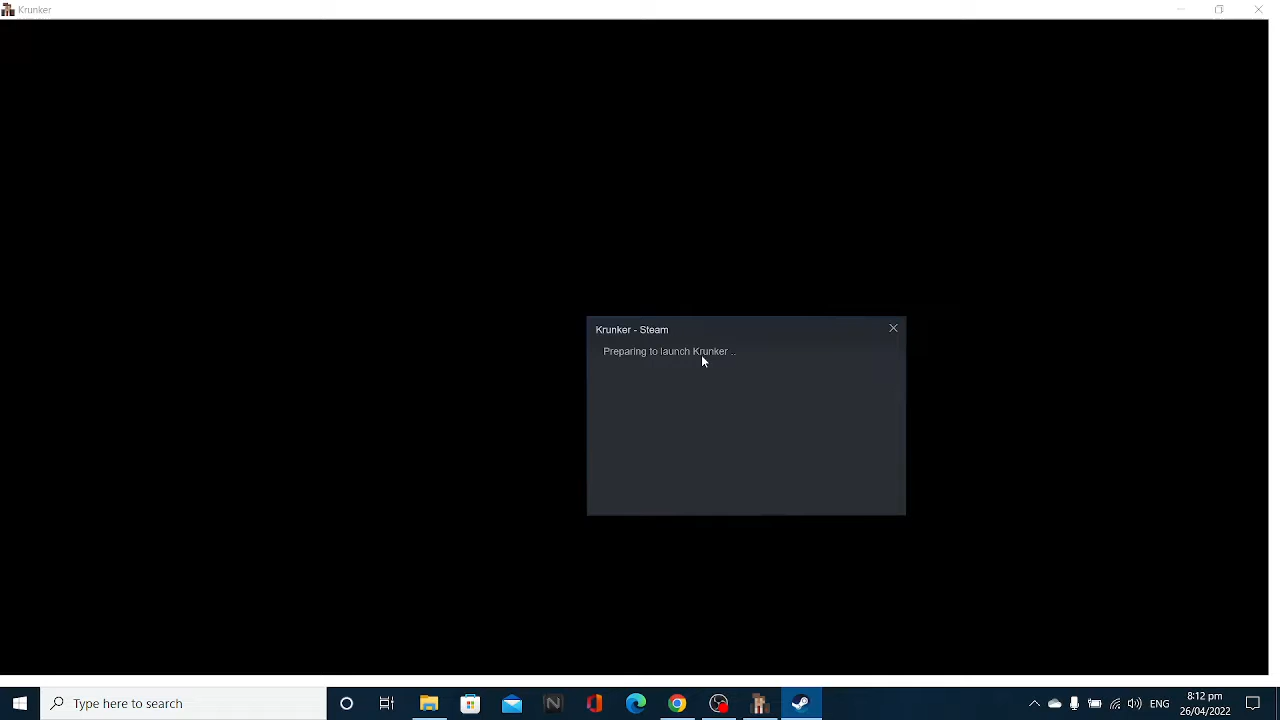 Krunker
Krunker - Steam
Preparing to launch Krunker ..
Type here to search
N
ENG
8:12 pm
26/04/2022